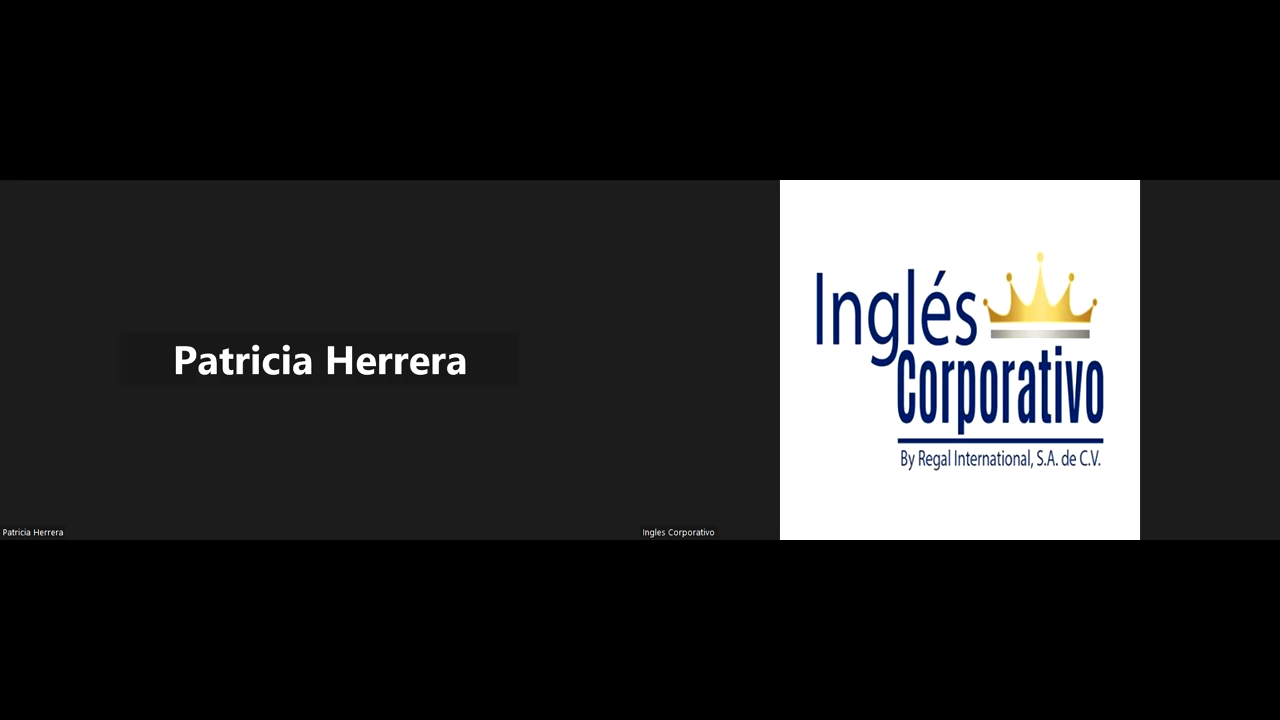 Patricia Herrera
Patricia Herrera
Inglés
Corporativo
By Regal International, S.A. de C.V.
Ingles Corporativo